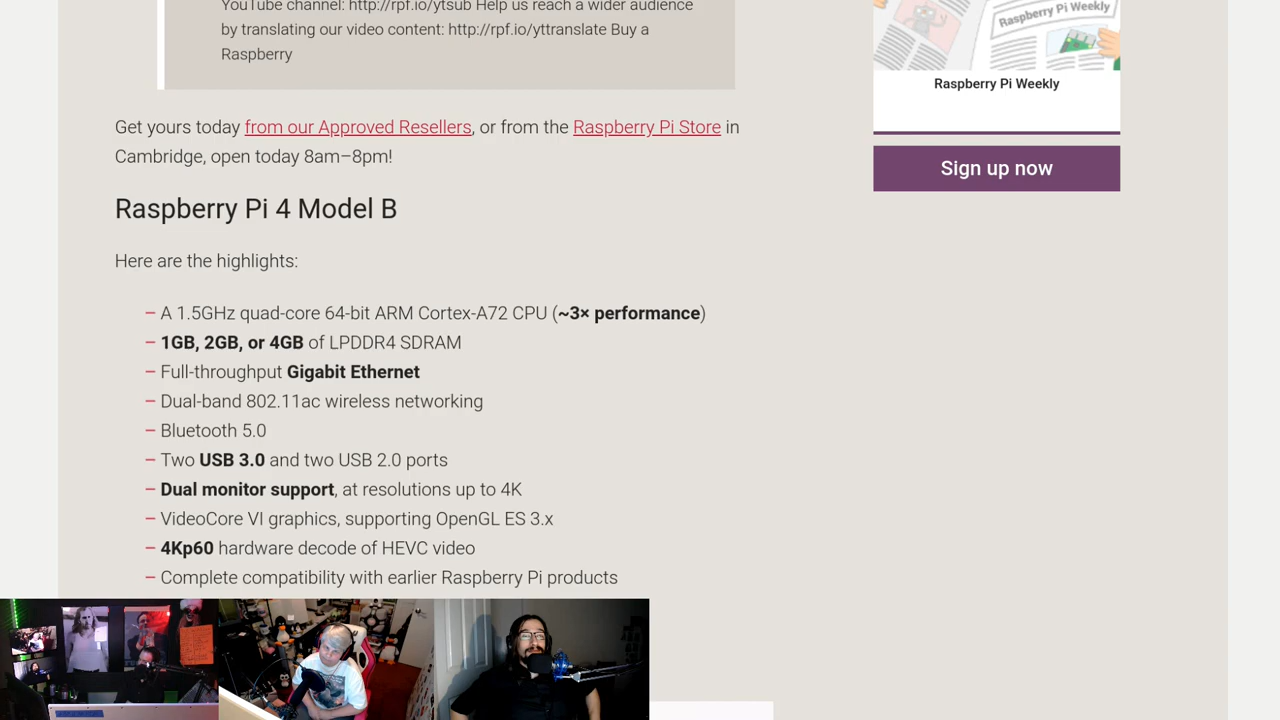 YouTube channel: http://rpf.io/ytsub Help us reach a wider audience
by translating our video content: http://rpf.io/yttranslate Buy a
Raspberry
Get yours today from our Approved Resellers, or from the Raspberry Pi Store in
Cambridge, open today 8am–8pm!
Raspberry Pi 4 Model B
Here are the highlights:
– A 1.5GHz quad-core 64-bit ARM Cortex-A72 CPU (~3× performance)
– 1GB, 2GB, or 4GB of LPDDR4 SDRAM
– Full-throughput Gigabit Ethernet
– Dual-band 802.11ac wireless networking
– Bluetooth 5.0
– Two USB 3.0 and two USB 2.0 ports
– Dual monitor support, at resolutions up to 4K
– VideoCore VI graphics, supporting OpenGL ES 3.x
– 4Kp60 hardware decode of HEVC video
– Complete compatibility with earlier Raspberry Pi products
Raspberry Pi Weekly
Raspberry Pi Weekly
Sign up now